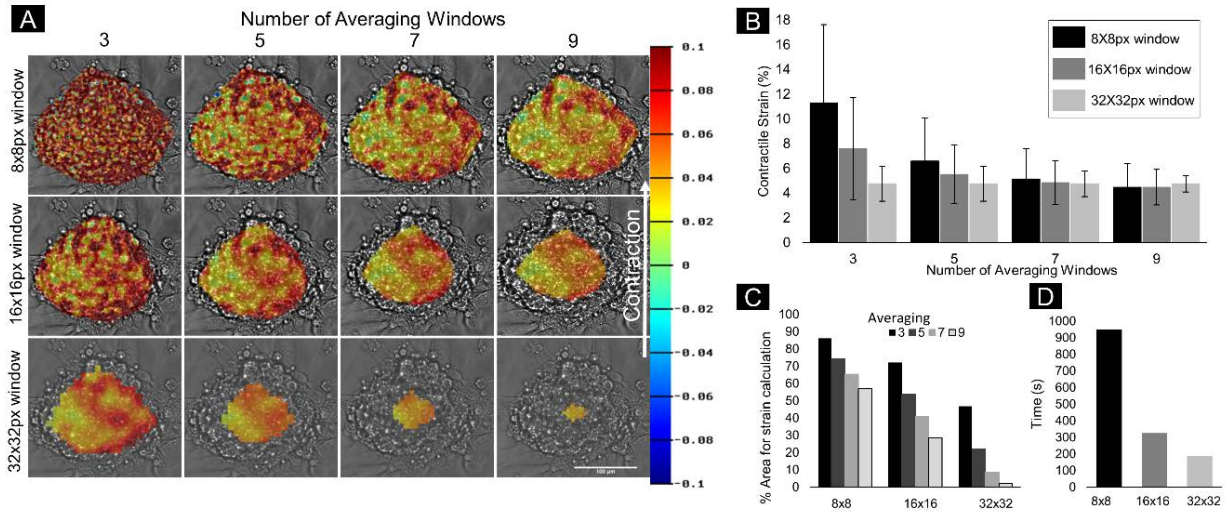 A
Number of Averaging Windows
3 5 7 9
8x8px window
16x16px window
32x32px window
100 µm
Contraction
0.1
0.08
0.06
0.04
0.02
0
-0.02
-0.04
-0.06
-0.08
-0.1
B
Contractile Strain (%)
18
16
14
12
10
8
6
4
2
0
3 5 7 9
Number of Averaging Windows
8X8px window
16X16px window
32X32px window
C
% Area for strain calculation
100
90
80
70
60
50
40
30
20
10
0
Averaging
3 5 7 9
8x8 16x16 32x32
D
Time (s)
1000
900
800
700
600
500
400
300
200
100
0
8x8 16x16 32x32